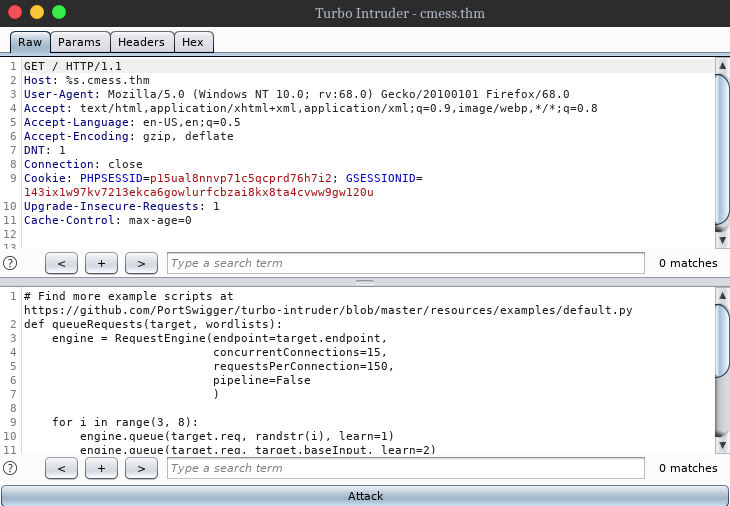 Turbo Intruder - cmess.thm
Raw Params Headers Hex
1 GET / HTTP/1.1
2 Host: %s.cmess.thm
3 User-Agent: Mozilla/5.0 (Windows NT 10.0; rv:68.0) Gecko/20100101 Firefox/68.0
4 Accept: text/html,application/xhtml+xml,application/xml;q=0.9,image/webp,*/*;q=0.8
5 Accept-Language: en-US,en;q=0.5
6 Accept-Encoding: gzip, deflate
7 DNT: 1
8 Connection: close
9 Cookie: PHPSESSID=p15ual8nnvp71c5qcprd76h7i2; GSESSIONID=
143ix1w97kv7213ekca6gowlurfcbzai8kx8ta4cvww9gw120u
10 Upgrade-Insecure-Requests: 1
11 Cache-Control: max-age=0
12
13
? < + > Type a search term 0 matches
1 # Find more example scripts at
https://github.com/PortSwigger/turbo-intruder/blob/master/resources/examples/default.py
2 def queueRequests(target, wordlists):
3 engine = RequestEngine(endpoint=target.endpoint,
4 concurrentConnections=15,
5 requestsPerConnection=150,
6 pipeline=False
7 )
8
9 for i in range(3, 8):
10 engine.queue(target.req, randstr(i), learn=1)
11 engine.queue(target.req, target.baseInput, learn=2)
? < + > Type a search term 0 matches
Attack